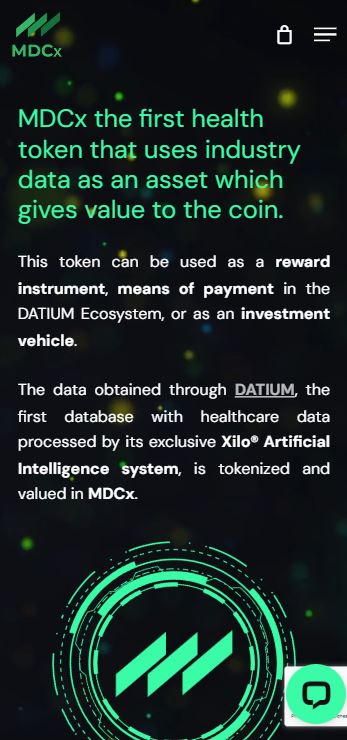 MDCx
MDCx the first health
token that uses industry
data as an asset which
gives value to the coin.
This token can be used as a reward
instrument, means of payment in the
DATIUM Ecosystem, or as an investment
vehicle.
The data obtained through DATIUM, the
first database with healthcare data
processed by its exclusive Xilo® Artificial
Intelligence system, is tokenized and
valued in MDCx.